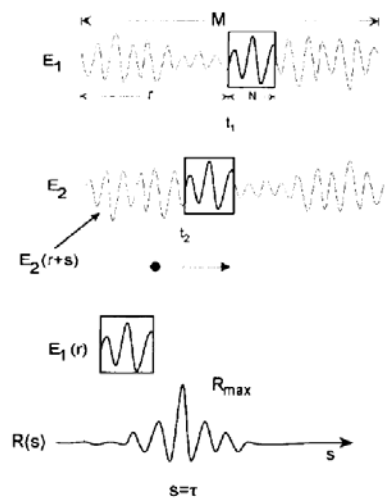 M
E₁
r
N
t₁
E₂
t₂
E₂(r+s)
E₁(r)
Rmax
R(s)
s
s=τ